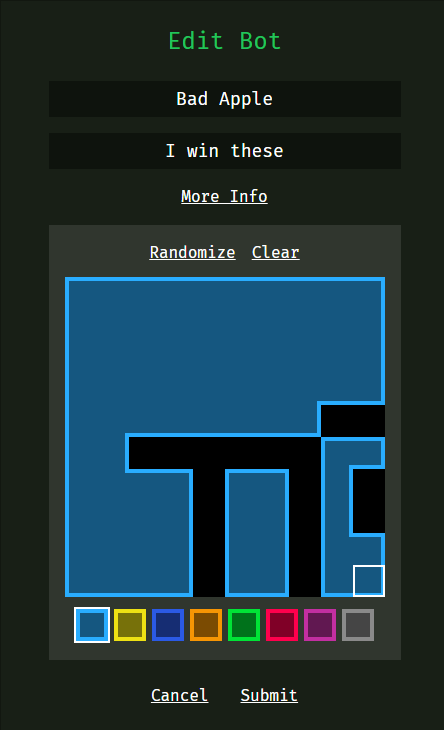 Edit Bot
Bad Apple
I win these
More Info
Randomize Clear
Cancel Submit